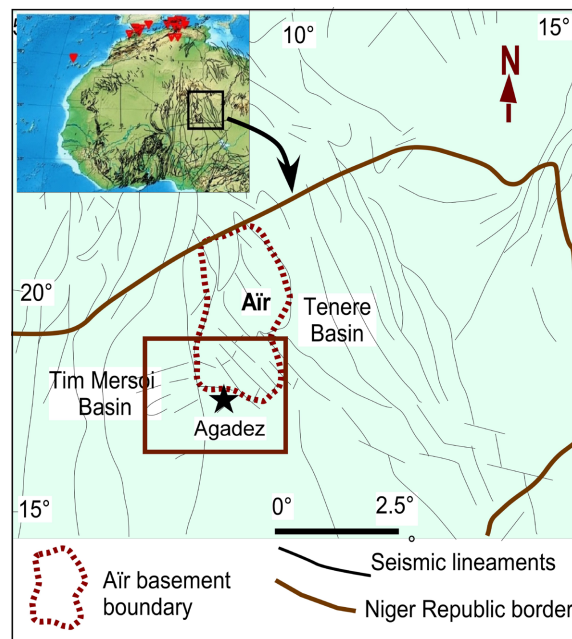 5°
10°
15°
N
20°
Aïr
Tenere
Basin
Tim Mersoi
Basin
Agadez
15°
0°
2.5°
°
Aïr basement
boundary
Seismic lineaments
Niger Republic border